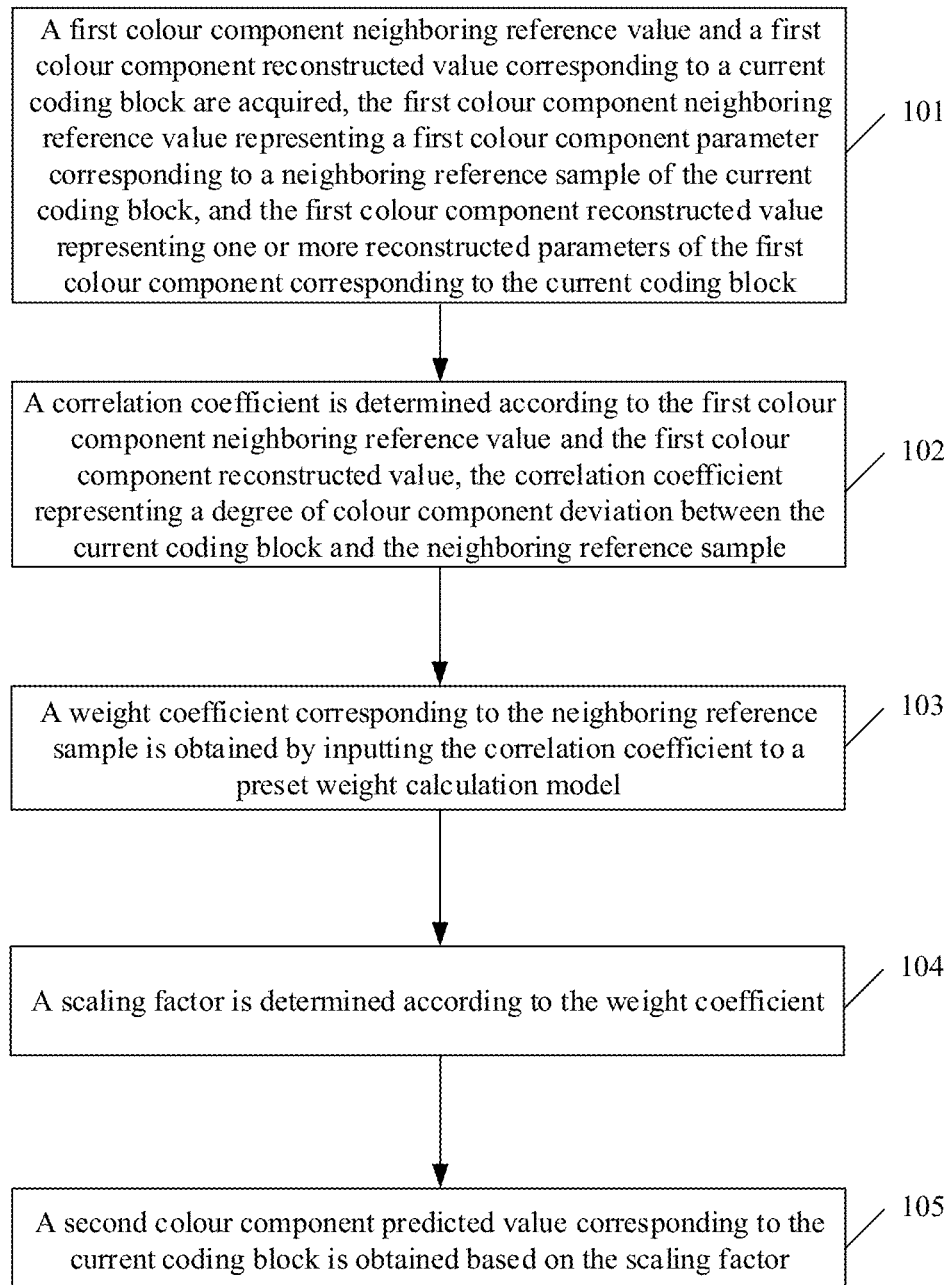 A first colour component neighboring reference value and a first
colour component reconstructed value corresponding to a current
coding block are acquired, the first colour component neighboring
reference value representing a first colour component parameter
corresponding to a neighboring reference sample of the current
coding block, and the first colour component reconstructed value
representing one or more reconstructed parameters of the first
colour component corresponding to the current coding block
101
A correlation coefficient is determined according to the first colour
component neighboring reference value and the first colour
component reconstructed value, the correlation coefficient
representing a degree of colour component deviation between the
current coding block and the neighboring reference sample
102
A weight coefficient corresponding to the neighboring reference
sample is obtained by inputting the correlation coefficient to a
preset weight calculation model
103
A scaling factor is determined according to the weight coefficient
104
A second colour component predicted value corresponding to the
current coding block is obtained based on the scaling factor
105